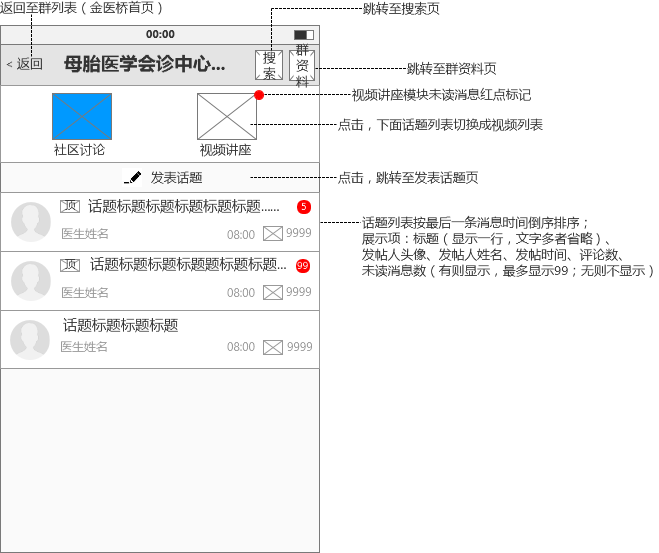 返回至群列表（金医桥首页）
跳转至搜索页
00:00
< 返回
母胎医学会诊中心...
搜索
群资料
跳转至群资料页
视频讲座模块未读消息红点标记
点击，下面话题列表切换成视频列表
社区讨论
视频讲座
发表话题
点击，跳转至发表话题页
顶
话题标题标题标题标题标题......
5
医生姓名
08:00
9999
话题列表按最后一条消息时间倒序排序；
展示项：标题（显示一行，文字多者省略）、
发帖人头像、发帖人姓名、发帖时间、评论数、
未读消息数（有则显示，最多显示99；无则不显示）
顶
话题标题标题标题题标题标题...
99
医生姓名
08:00
9999
话题标题标题标题
医生姓名
08:00
9999